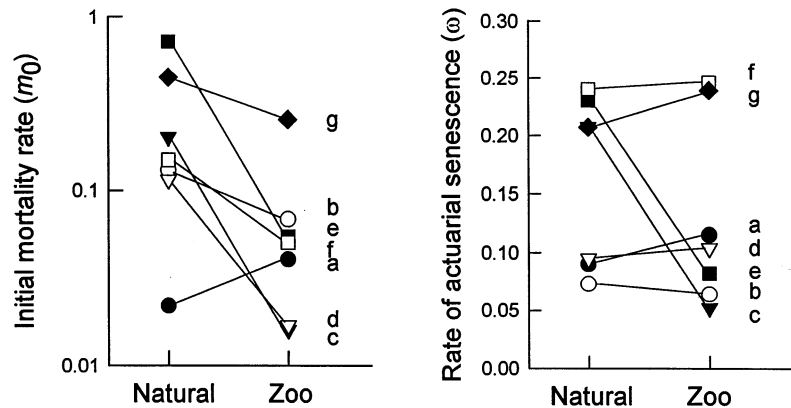 Initial mortality rate (m0)
1
0.1
0.01
g
b
e
f
a
d
c
Natural Zoo
Rate of actuarial senescence (ω)
0.30
0.25
0.20
0.15
0.10
0.05
0.00
f
g
a
d
e
b
c
Natural Zoo